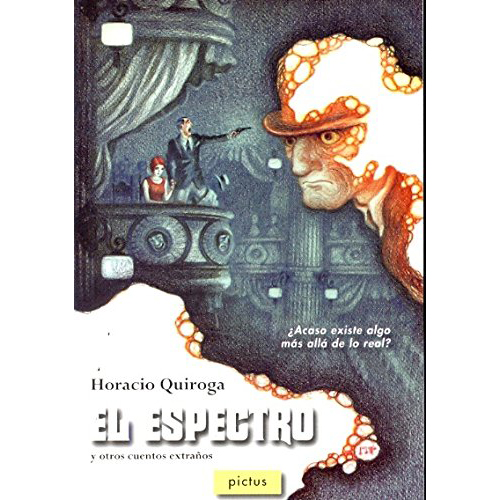 ¿Acaso existe algo
más allá de lo real?
Horacio Quiroga
EL ESPECTRO
y otros cuentos extraños
pictus